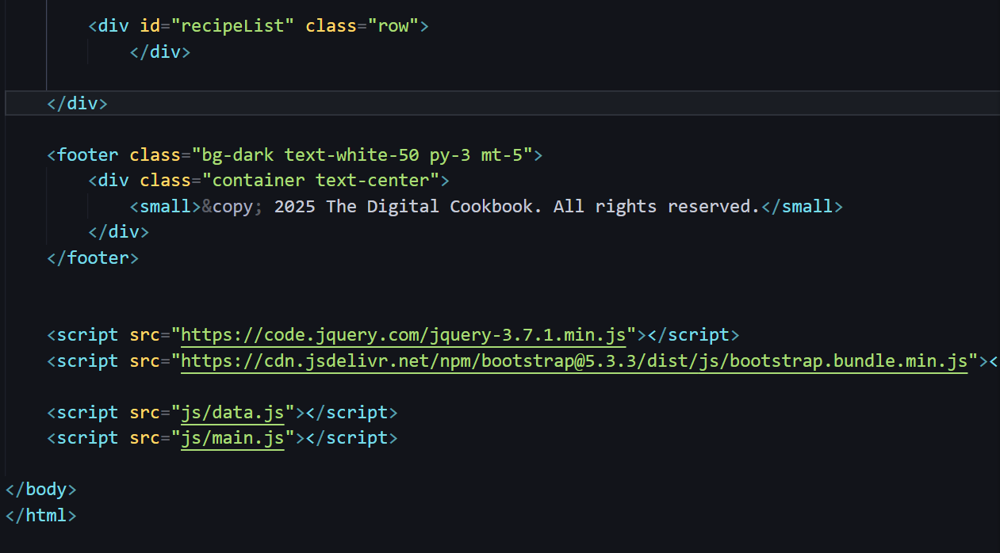 <div id="recipeList" class="row">
</div>
</div>
<footer class="bg-dark text-white-50 py-3 mt-5">
<div class="container text-center">
<small>&copy; 2025 The Digital Cookbook. All rights reserved.</small>
</div>
</footer>
<script src="https://code.jquery.com/jquery-3.7.1.min.js"></script>
<script src="https://cdn.jsdelivr.net/npm/bootstrap@5.3.3/dist/js/bootstrap.bundle.min.js"><
<script src="js/data.js"></script>
<script src="js/main.js"></script>
</body>
</html>